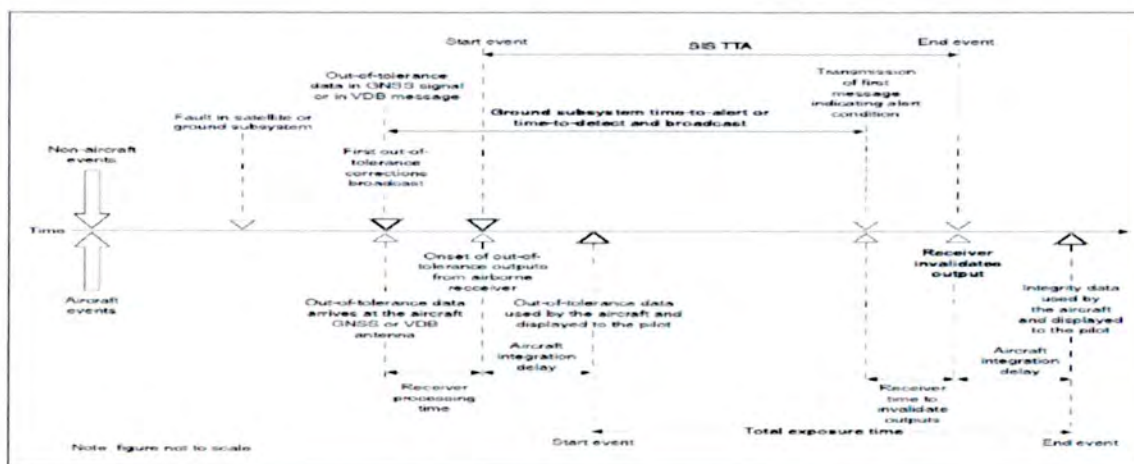 Start event
SIS TTA
End event
Out-of-tolerance
data in GNSS signal
or in VDB message
Transmission
of first
message
indicating alert
condition
Fault in satellite or
ground subsystem
Ground subsystem time-to-alert or
time-to-detect and broadcast
Non-aircraft
events
First out-of-
tolerance
corrections
broadcast
Time
Aircraft
events
Onset of out-of-
tolerance outputs
from airborne
receiver
Receiver
invalidates
output
Out-of-tolerance data
arrives at the aircraft
GNSS or VDB
antenna
Out-of-tolerance data
used by the aircraft and
displayed to the pilot
Integrity data
used by
the aircraft
and displayed
to the pilot
Receiver
processing
time
Aircraft
integration
delay
Receiver
time to
invalidate
outputs
Aircraft
integration
delay
Note: figure not to scale
Start event
Total exposure time
End event